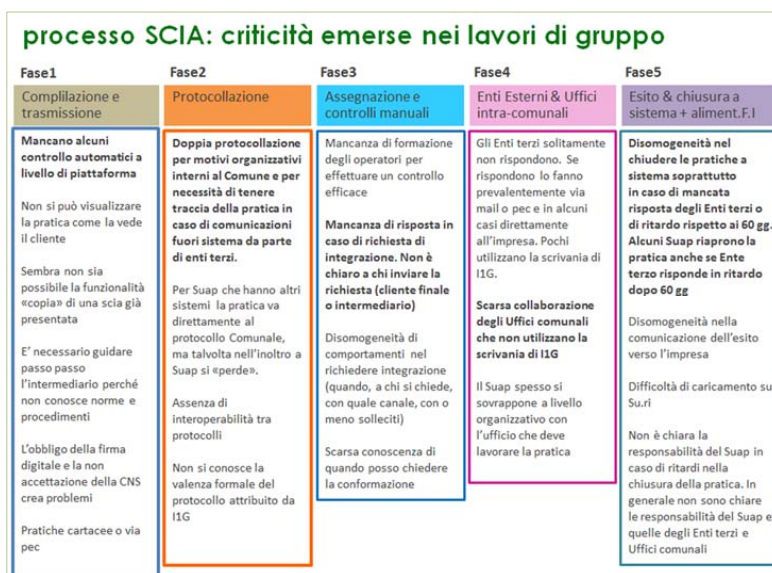 processo SCIA: criticità emerse nei lavori di gruppo
Fase1
Complilazione e
trasmissione
Mancano alcuni
controllo automatici a
livello di piattaforma
Non si può visualizzare
la pratica come la vede
il cliente
Sembra non sia
possibile la funzionalità
«copia» di una scia già
presentata
E' necessario guidare
passo passo
l'intermediario perché
non conosce norme e
procedimenti
L'obbligo della firma
digitale e la non
accettazione della CNS
crea problemi
Pratiche cartacee o via
pec
Fase2
Protocollazione
Doppia protocollazione
per motivi organizzativi
interni al Comune e per
necessità di tenere
traccia della pratica in
caso di comunicazioni
fuori sistema da parte
di enti terzi.
Per Suap che hanno altri
sistemi la pratica va
direttamente al
protocollo Comunale,
ma talvolta nell'inoltro a
Suap si «perde».
Assenza di
interoperabilità tra
protocolli
Non si conosce la
valenza formale del
protocollo attribuito da
I1G
Fase3
Assegnazione e
controlli manuali
Mancanza di formazione
degli operatori per
effettuare un controllo
efficace
Mancanza di risposta in
caso di richiesta di
integrazione. Non è
chiaro a chi inviare la
richiesta (cliente finale
o intermediario)
Disomogeneità di
comportamenti nel
richiedere integrazione
(quando, a chi si chiede,
con quale canale, con o
meno solleciti)
Scarsa conoscenza di
quando posso chiedere
la conformazione
Fase4
Enti Esterni & Uffici
intra-comunali
Gli Enti terzi solitamente
non rispondono. Se
rispondono lo fanno
prevalentemente via
mail o pec e in alcuni
casi direttamente
all'impresa. Pochi
utilizzano la scrivania di
I1G.
Scarsa collaborazione
degli Uffici comunali
che non utilizzano la
scrivania di I1G
Il Suap spesso si
sovrappone a livello
organizzativo con
l'ufficio che deve
lavorare la pratica
Fase5
Esito & chiusura a
sistema + aliment.F.I
Disomogeneità nel
chiudere le pratiche a
sistema soprattutto
in caso di mancata
risposta degli Enti terzi o
di ritardo rispetto ai 60 gg.
Alcuni Suap riaprono la
pratica anche se Ente
terzo risponde in ritardo
dopo 60 gg
Disomogeneità nella
comunicazione dell'esito
verso l'impresa
Difficoltà di caricamento su
Su.ri
Non è chiara la
responsabilità del Suap in
caso di ritardi nella
chiusura della pratica. In
generale non sono chiare
le responsabilità del Suap e
quelle degli Enti terzi e
Uffici comunali